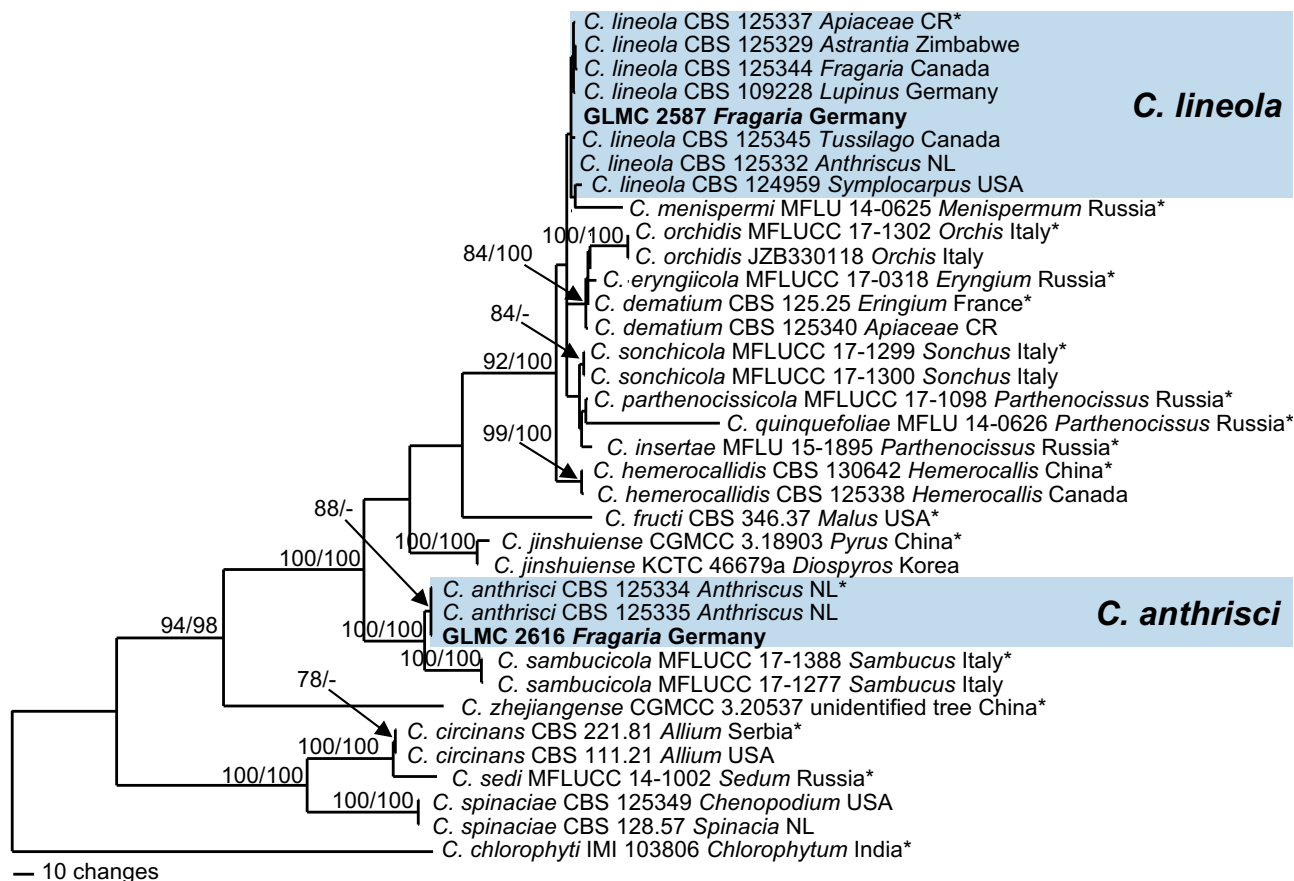 C. lineola CBS 125337 Apiaceae CR*
C. lineola CBS 125329 Astrantia Zimbabwe
C. lineola CBS 125344 Fragaria Canada
C. lineola CBS 109228 Lupinus Germany
C. lineola
GLMC 2587 Fragaria Germany
C. lineola CBS 125345 Tussilago Canada
C. lineola CBS 125332 Anthriscus NL
C. lineola CBS 124959 Symplocarpus USA
C. menispermi MFLU 14-0625 Menispermum Russia*
100/100
C. orchidis MFLUCC 17-1302 Orchis Italy*
84/100
C. orchidis JZB330118 Orchis Italy
C. eryngiicola MFLUCC 17-0318 Eryngium Russia*
C. dematium CBS 125.25 Eringium France*
84/-
C. dematium CBS 125340 Apiaceae CR
C. sonchicola MFLUCC 17-1299 Sonchus Italy*
92/100
C. sonchicola MFLUCC 17-1300 Sonchus Italy
C. parthenocissicola MFLUCC 17-1098 Parthenocissus Russia*
C. quinquefoliae MFLU 14-0626 Parthenocissus Russia*
99/100
C. insertae MFLU 15-1895 Parthenocissus Russia*
C. hemerocallidis CBS 130642 Hemerocallis China*
C. hemerocallidis CBS 125338 Hemerocallis Canada
88/-
C. fructi CBS 346.37 Malus USA*
100/100
C. jinshuiense CGMCC 3.18903 Pyrus China*
100/100
C. jinshuiense KCTC 46679a Diospyros Korea
C. anthrisci CBS 125334 Anthriscus NL*
C. anthrisci CBS 125335 Anthriscus NL
C. anthrisci
94/98
100/100
GLMC 2616 Fragaria Germany
100/100
C. sambucicola MFLUCC 17-1388 Sambucus Italy*
78/-
C. sambucicola MFLUCC 17-1277 Sambucus Italy
C. zhejiangense CGMCC 3.20537 unidentified tree China*
C. circinans CBS 221.81 Allium Serbia*
100/100
C. circinans CBS 111.21 Allium USA
100/100
C. sedi MFLUCC 14-1002 Sedum Russia*
100/100
C. spinaciae CBS 125349 Chenopodium USA
C. spinaciae CBS 128.57 Spinacia NL
C. chlorophyti IMI 103806 Chlorophytum India*
10 changes